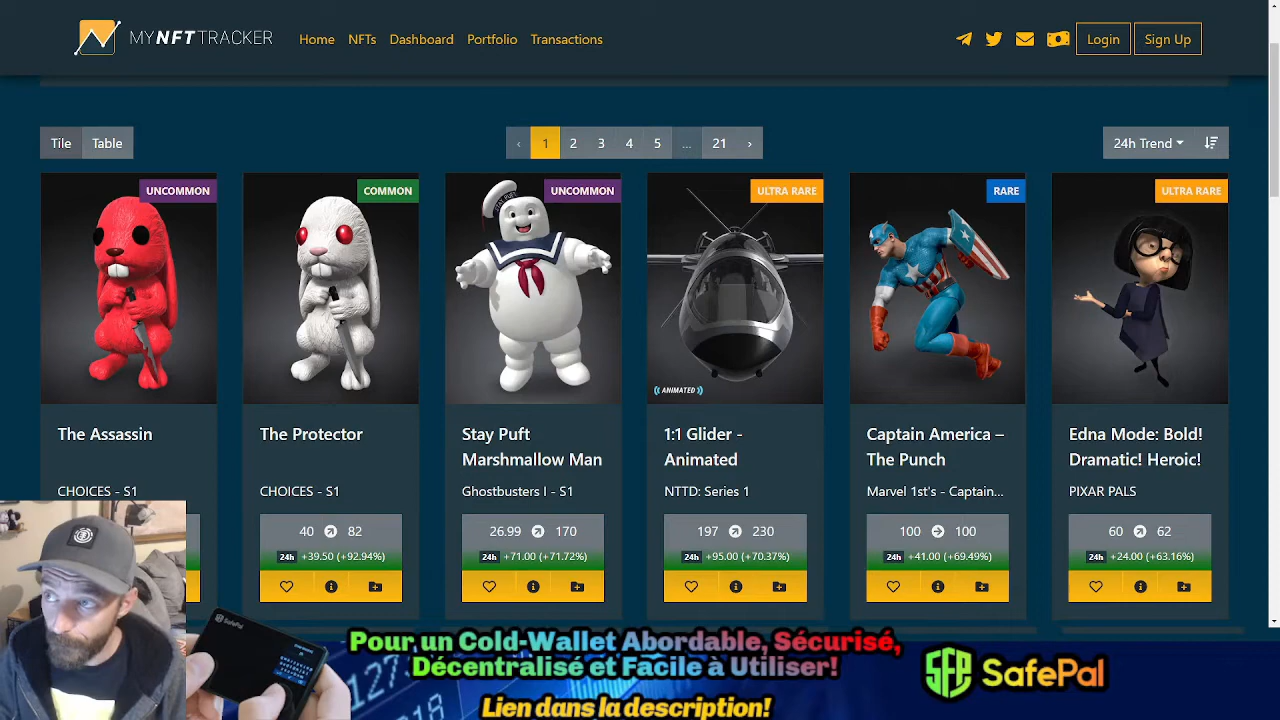 MYNFTTRACKER
Home NFTs Dashboard Portfolio Transactions
Login Sign Up
Tile Table
‹ 1 2 3 4 5 ... 21 ›
24h Trend
UNCOMMON
COMMON
UNCOMMON
ULTRA RARE
RARE
ULTRA RARE
STAY PUFT
ANIMATED
The Assassin
The Protector
Stay Puft
Marshmallow Man
1:1 Glider -
Animated
Captain America –
The Punch
Edna Mode: Bold!
Dramatic! Heroic!
CHOICES - S1
CHOICES - S1
Ghostbusters I - S1
NTTD: Series 1
Marvel 1st's - Captain...
PIXAR PALS
40 82
26.99 170
197 230
100 100
60 62
24h +39.50 (+92.94%)
24h +71.00 (+71.72%)
24h +95.00 (+70.37%)
24h +41.00 (+69.49%)
24h +24.00 (+63.16%)
SafePal
Pour un Cold-Wallet Abordable, Sécurisé,
Décentralisé et Facile à Utiliser!
Lien dans la description!
SFP SafePal